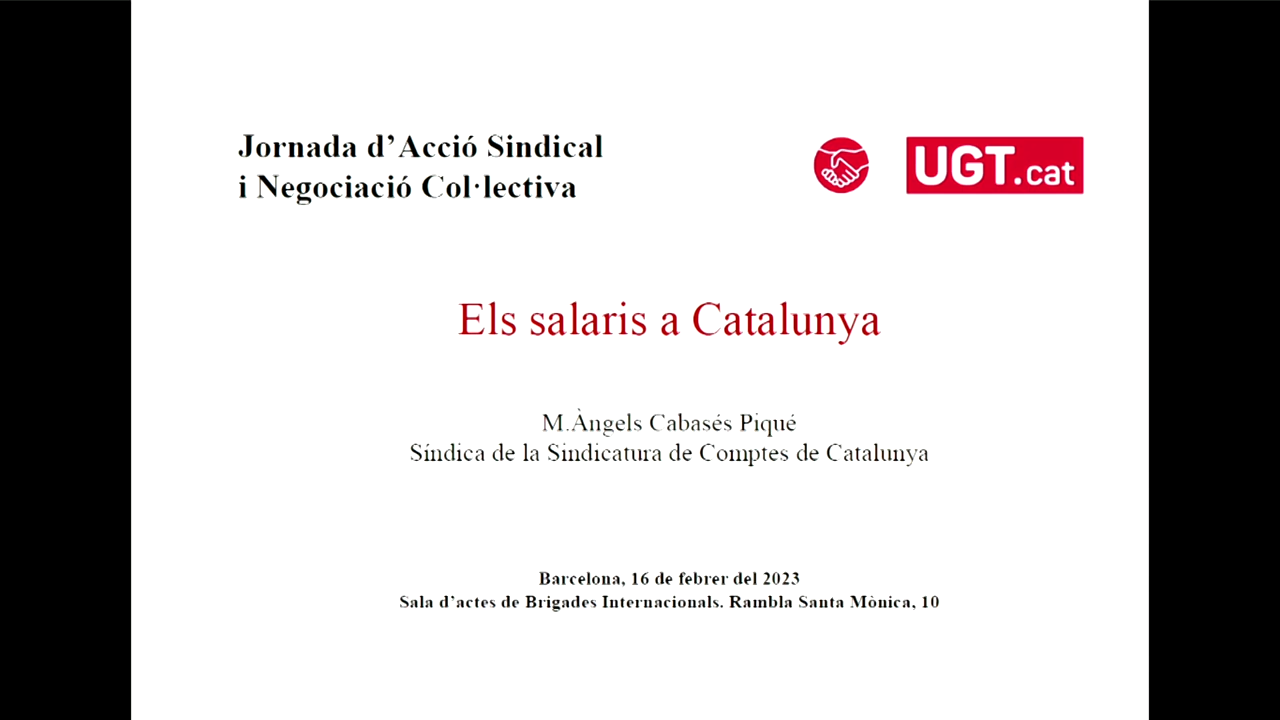 Jornada d’Acció Sindical
i Negociació Col·lectiva
UGT.cat
Els salaris a Catalunya
M.Àngels Cabasés Piqué
Síndica de la Sindicatura de Comptes de Catalunya
Barcelona, 16 de febrer del 2023
Sala d’actes de Brigades Internacionals. Rambla Santa Mònica, 10